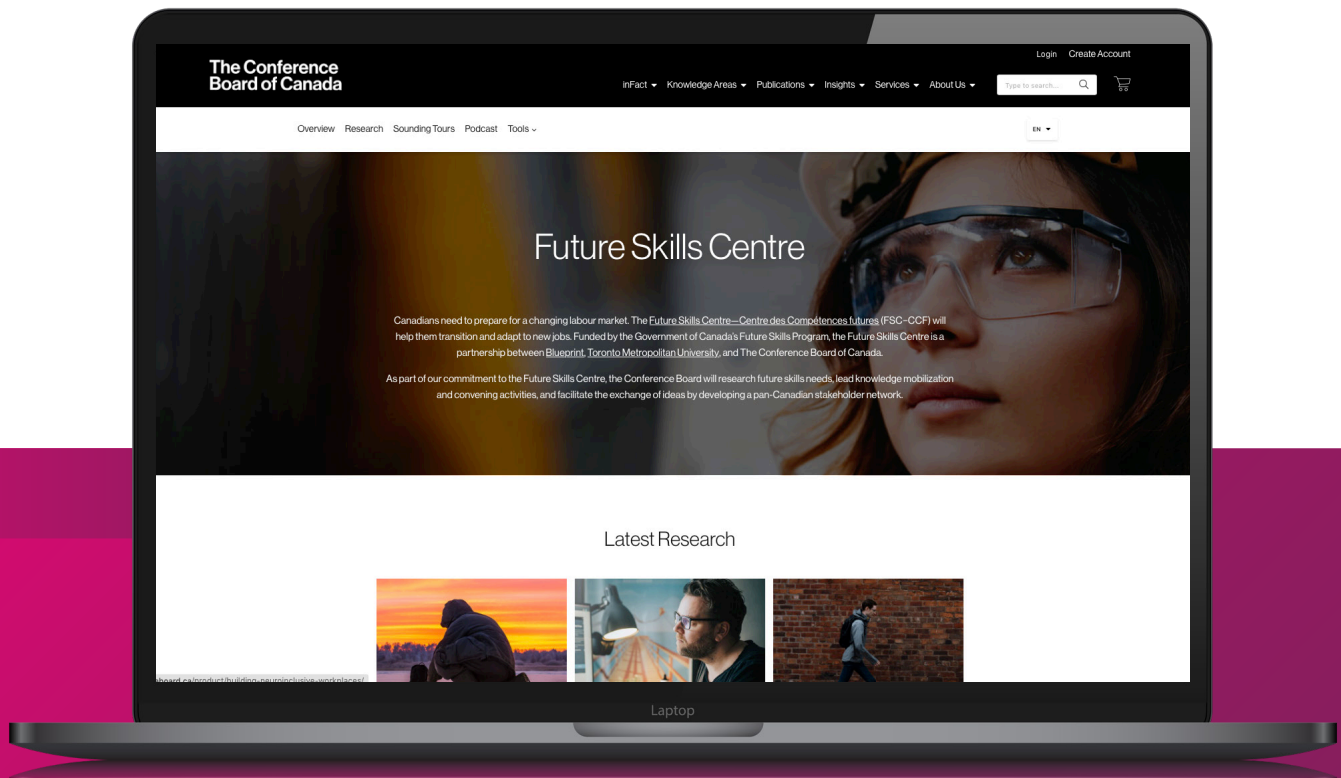 Login Create Account
The Conference
Board of Canada
inFact Knowledge Areas Publications Insights Services About Us Type to search...
Overview Research Sounding Tours Podcast Tools EN
Future Skills Centre
Canadians need to prepare for a changing labour market. The Future Skills Centre—Centre des Compétences futures (FSC–CCF) will
help them transition and adapt to new jobs. Funded by the Government of Canada's Future Skills Program, the Future Skills Centre is a
partnership between Blueprint, Toronto Metropolitan University, and The Conference Board of Canada.
As part of our commitment to the Future Skills Centre, the Conference Board will research future skills needs, lead knowledge mobilization
and convening activities, and facilitate the exchange of ideas by developing a pan-Canadian stakeholder network.
Latest Research
eboard.ca/product/building-neuroinclusive-workplaces/
Laptop